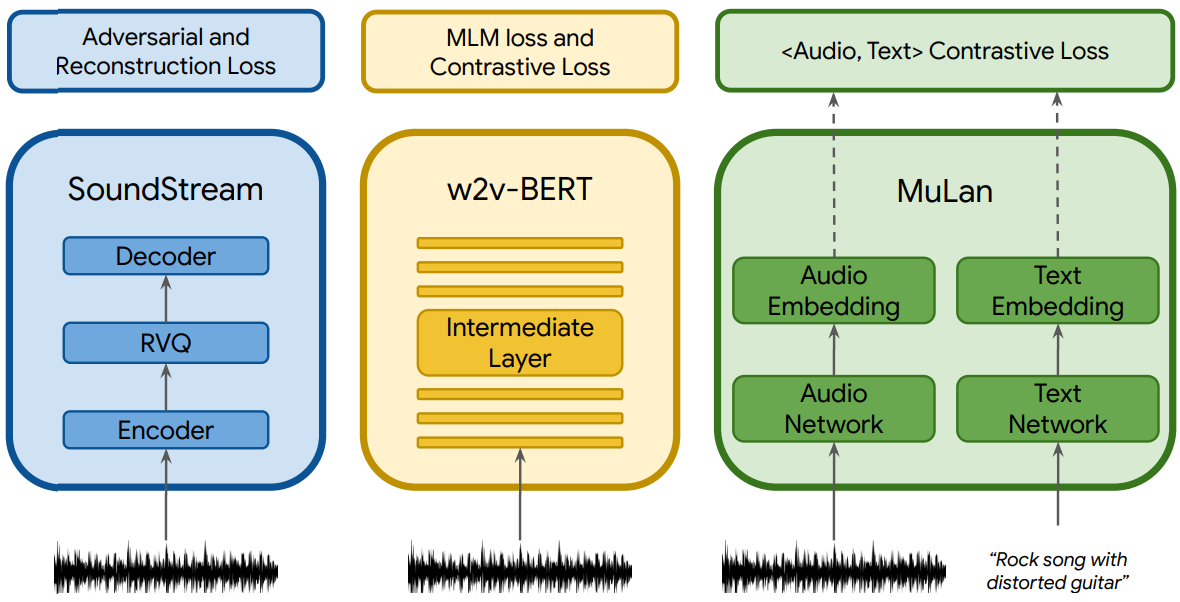 Adversarial and
Reconstruction Loss
SoundStream
Decoder
RVQ
Encoder
MLM loss and
Contrastive Loss
w2v-BERT
Intermediate
Layer
<Audio, Text> Contrastive Loss
MuLan
Audio
Embedding
Text
Embedding
Audio
Network
Text
Network
“Rock song with
distorted guitar”